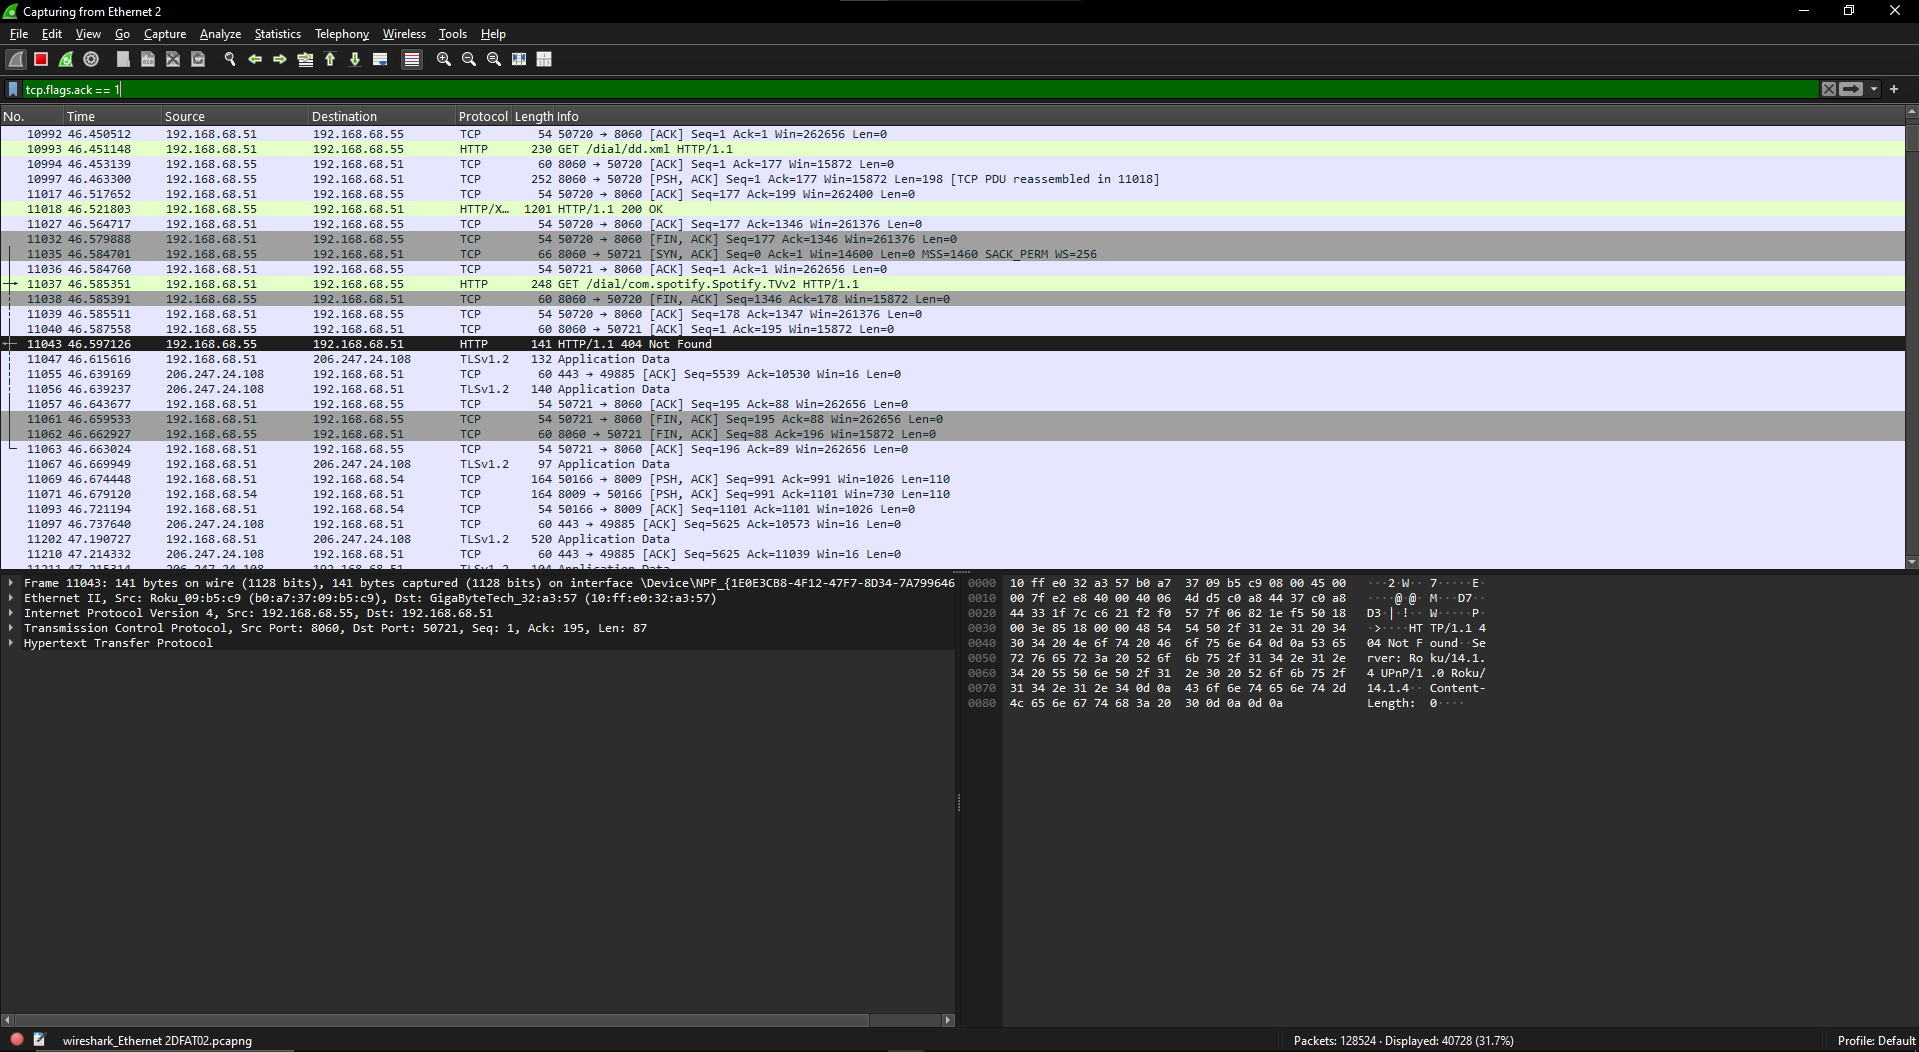 Capturing from Ethernet 2
File Edit View Go Capture Analyze Statistics Telephony Wireless Tools Help
tcp.flags.ack == 1
No. Time Source Destination Protocol Length Info
10992 46.450512 192.168.68.51 192.168.68.55 TCP 54 50720 → 8060 [ACK] Seq=1 Ack=1 Win=262656 Len=0
10993 46.451148 192.168.68.51 192.168.68.55 HTTP 230 GET /dial/dd.xml HTTP/1.1
10994 46.453139 192.168.68.55 192.168.68.51 TCP 60 8060 → 50720 [ACK] Seq=1 Ack=177 Win=15872 Len=0
10997 46.463300 192.168.68.55 192.168.68.51 TCP 252 8060 → 50720 [PSH, ACK] Seq=1 Ack=177 Win=15872 Len=198 [TCP PDU reassembled in 11018]
11017 46.517652 192.168.68.51 192.168.68.55 TCP 54 50720 → 8060 [ACK] Seq=177 Ack=199 Win=262400 Len=0
11018 46.521803 192.168.68.55 192.168.68.51 HTTP/X… 1201 HTTP/1.1 200 OK
11027 46.564717 192.168.68.51 192.168.68.55 TCP 54 50720 → 8060 [ACK] Seq=177 Ack=1346 Win=261376 Len=0
11032 46.579888 192.168.68.51 192.168.68.55 TCP 54 50720 → 8060 [FIN, ACK] Seq=177 Ack=1346 Win=261376 Len=0
11035 46.584701 192.168.68.55 192.168.68.51 TCP 66 8060 → 50721 [SYN, ACK] Seq=0 Ack=1 Win=14600 Len=0 MSS=1460 SACK_PERM WS=256
11036 46.584760 192.168.68.51 192.168.68.55 TCP 54 50721 → 8060 [ACK] Seq=1 Ack=1 Win=262656 Len=0
11037 46.585351 192.168.68.51 192.168.68.55 HTTP 248 GET /dial/com.spotify.Spotify.TVv2 HTTP/1.1
11038 46.585391 192.168.68.55 192.168.68.51 TCP 60 8060 → 50720 [FIN, ACK] Seq=1346 Ack=178 Win=15872 Len=0
11039 46.585511 192.168.68.51 192.168.68.55 TCP 54 50720 → 8060 [ACK] Seq=178 Ack=1347 Win=261376 Len=0
11040 46.587558 192.168.68.55 192.168.68.51 TCP 60 8060 → 50721 [ACK] Seq=1 Ack=195 Win=15872 Len=0
11043 46.597126 192.168.68.55 192.168.68.51 HTTP 141 HTTP/1.1 404 Not Found
11047 46.615616 192.168.68.51 206.247.24.108 TLSv1.2 132 Application Data
11055 46.639169 206.247.24.108 192.168.68.51 TCP 60 443 → 49885 [ACK] Seq=5539 Ack=10530 Win=16 Len=0
11056 46.639237 206.247.24.108 192.168.68.51 TLSv1.2 140 Application Data
11057 46.643677 192.168.68.51 192.168.68.55 TCP 54 50721 → 8060 [ACK] Seq=195 Ack=88 Win=262656 Len=0
11061 46.659533 192.168.68.51 192.168.68.55 TCP 54 50721 → 8060 [FIN, ACK] Seq=195 Ack=88 Win=262656 Len=0
11062 46.662927 192.168.68.55 192.168.68.51 TCP 60 8060 → 50721 [FIN, ACK] Seq=88 Ack=196 Win=15872 Len=0
11063 46.663024 192.168.68.51 192.168.68.55 TCP 54 50721 → 8060 [ACK] Seq=196 Ack=89 Win=262656 Len=0
11067 46.669949 192.168.68.51 206.247.24.108 TLSv1.2 97 Application Data
11069 46.674448 192.168.68.51 192.168.68.54 TCP 164 50166 → 8009 [PSH, ACK] Seq=991 Ack=991 Win=1026 Len=110
11071 46.679120 192.168.68.54 192.168.68.51 TCP 164 8009 → 50166 [PSH, ACK] Seq=991 Ack=1101 Win=730 Len=110
11093 46.721194 192.168.68.51 192.168.68.54 TCP 54 50166 → 8009 [ACK] Seq=1101 Ack=1101 Win=1026 Len=0
11097 46.737640 206.247.24.108 192.168.68.51 TCP 60 443 → 49885 [ACK] Seq=5625 Ack=10573 Win=16 Len=0
11202 47.190727 192.168.68.51 206.247.24.108 TLSv1.2 520 Application Data
11210 47.214332 206.247.24.108 192.168.68.51 TCP 60 443 → 49885 [ACK] Seq=5625 Ack=11039 Win=16 Len=0
Frame 11043: 141 bytes on wire (1128 bits), 141 bytes captured (1128 bits) on interface \Device\NPF_{1E0E3CB8-4F12-47F7-8D34-7A799646
Ethernet II, Src: Roku_09:b5:c9 (b0:a7:37:09:b5:c9), Dst: GigaByteTech_32:a3:57 (10:ff:e0:32:a3:57)
Internet Protocol Version 4, Src: 192.168.68.55, Dst: 192.168.68.51
Transmission Control Protocol, Src Port: 8060, Dst Port: 50721, Seq: 1, Ack: 195, Len: 87
Hypertext Transfer Protocol
0000 10 ff e0 32 a3 57 b0 a7 37 09 b5 c9 08 00 45 00 ···2·W·· 7·····E·
0010 00 7f e2 e8 40 00 40 06 4d d5 c0 a8 44 37 c0 a8 ····@·@· M···D7··
0020 44 33 1f 7c c6 21 f2 f0 57 7f 06 82 1e f5 50 18 D3·|·!·· W·····P·
0030 00 3e 85 18 00 00 48 54 54 50 2f 31 2e 31 20 34 ·>····HT TP/1.1 4
0040 30 34 20 4e 6f 74 20 46 6f 75 6e 64 0d 0a 53 65 04 Not F ound··Se
0050 72 76 65 72 3a 20 52 6f 6b 75 2f 31 34 2e 31 2e rver: Ro ku/14.1.
0060 34 20 55 50 6e 50 2f 31 2e 30 20 52 6f 6b 75 2f 4 UPnP/1 .0 Roku/
0070 31 34 2e 31 2e 34 0d 0a 43 6f 6e 74 65 6e 74 2d 14.1.4·· Content-
0080 4c 65 6e 67 74 68 3a 20 30 0d 0a 0d 0a Length:  0····
wireshark_Ethernet 2DFAT02.pcapng
Packets: 128524 · Displayed: 40728 (31.7%)
Profile: Default